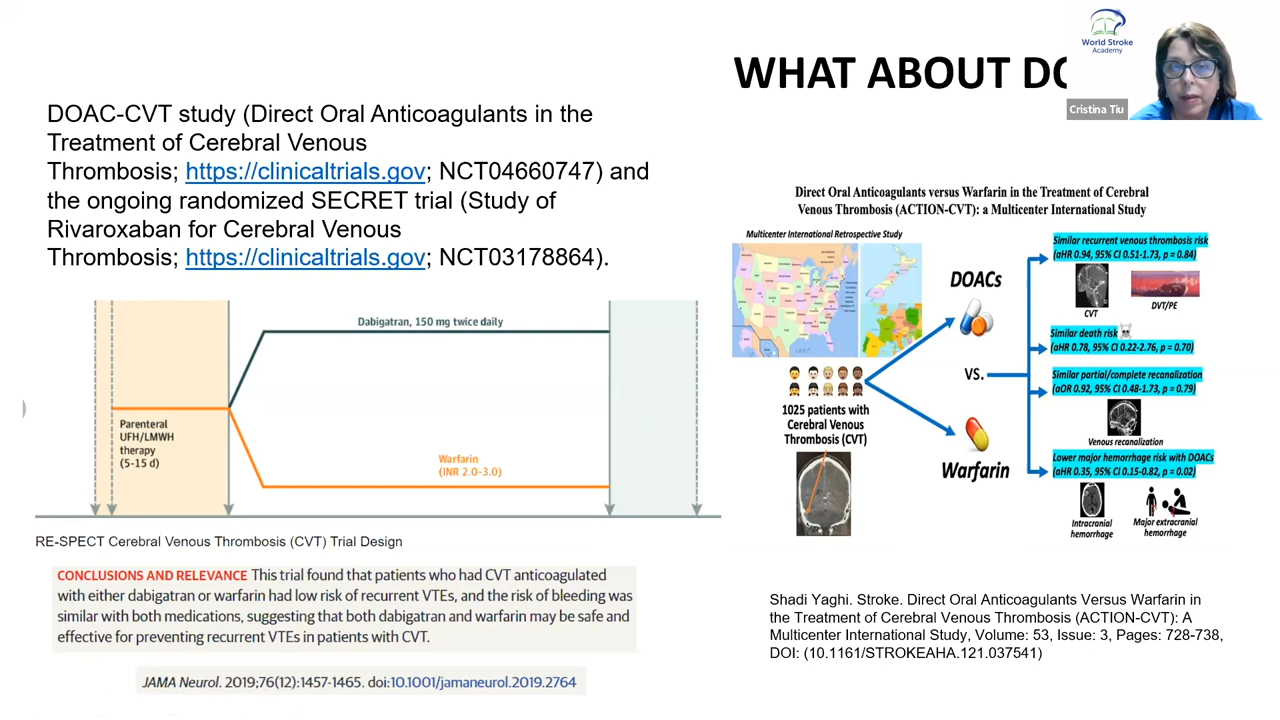 World Stroke
Academy
Cristina Tiu
WHAT ABOUT
DOAC-CVT study (Direct Oral Anticoagulants in the
Treatment of Cerebral Venous
Thrombosis; https://clinicaltrials.gov; NCT04660747) and
the ongoing randomized SECRET trial (Study of
Rivaroxaban for Cerebral Venous
Thrombosis; https://clinicaltrials.gov; NCT03178864).
Dabigatran, 150 mg twice daily
Parenteral
UFH/LMWH
therapy
(5-15 d)
Warfarin
(INR 2.0-3.0)
RE-SPECT Cerebral Venous Thrombosis (CVT) Trial Design
CONCLUSIONS AND RELEVANCE This trial found that patients who had CVT anticoagulated
with either dabigatran or warfarin had low risk of recurrent VTEs, and the risk of bleeding was
similar with both medications, suggesting that both dabigatran and warfarin may be safe and
effective for preventing recurrent VTEs in patients with CVT.
JAMA Neurol. 2019;76(12):1457-1465. doi:10.1001/jamaneurol.2019.2764
Direct Oral Anticoagulants versus Warfarin in the Treatment of Cerebral
Venous Thrombosis (ACTION-CVT): a Multicenter International Study
Multicenter International Retrospective Study
1025 patients with
Cerebral Venous
Thrombosis (CVT)
DOACs
VS.
Warfarin
Similar recurrent venous thrombosis risk
(aHR 0.94, 95% CI 0.51-1.73, p = 0.84)
CVT
DVT/PE
Similar death risk
(aHR 0.78, 95% CI 0.22-2.76, p = 0.70)
Similar partial/complete recanalization
(aOR 0.92, 95% CI 0.48-1.73, p = 0.79)
Venous recanalization
Lower major hemorrhage risk with DOACs
(aHR 0.35, 95% CI 0.15-0.82, p = 0.02)
Intracranial
hemorrhage
Major extracranial
hemorrhage
Shadi Yaghi. Stroke. Direct Oral Anticoagulants Versus Warfarin in
the Treatment of Cerebral Venous Thrombosis (ACTION-CVT): A
Multicenter International Study, Volume: 53, Issue: 3, Pages: 728-738,
DOI: (10.1161/STROKEAHA.121.037541)